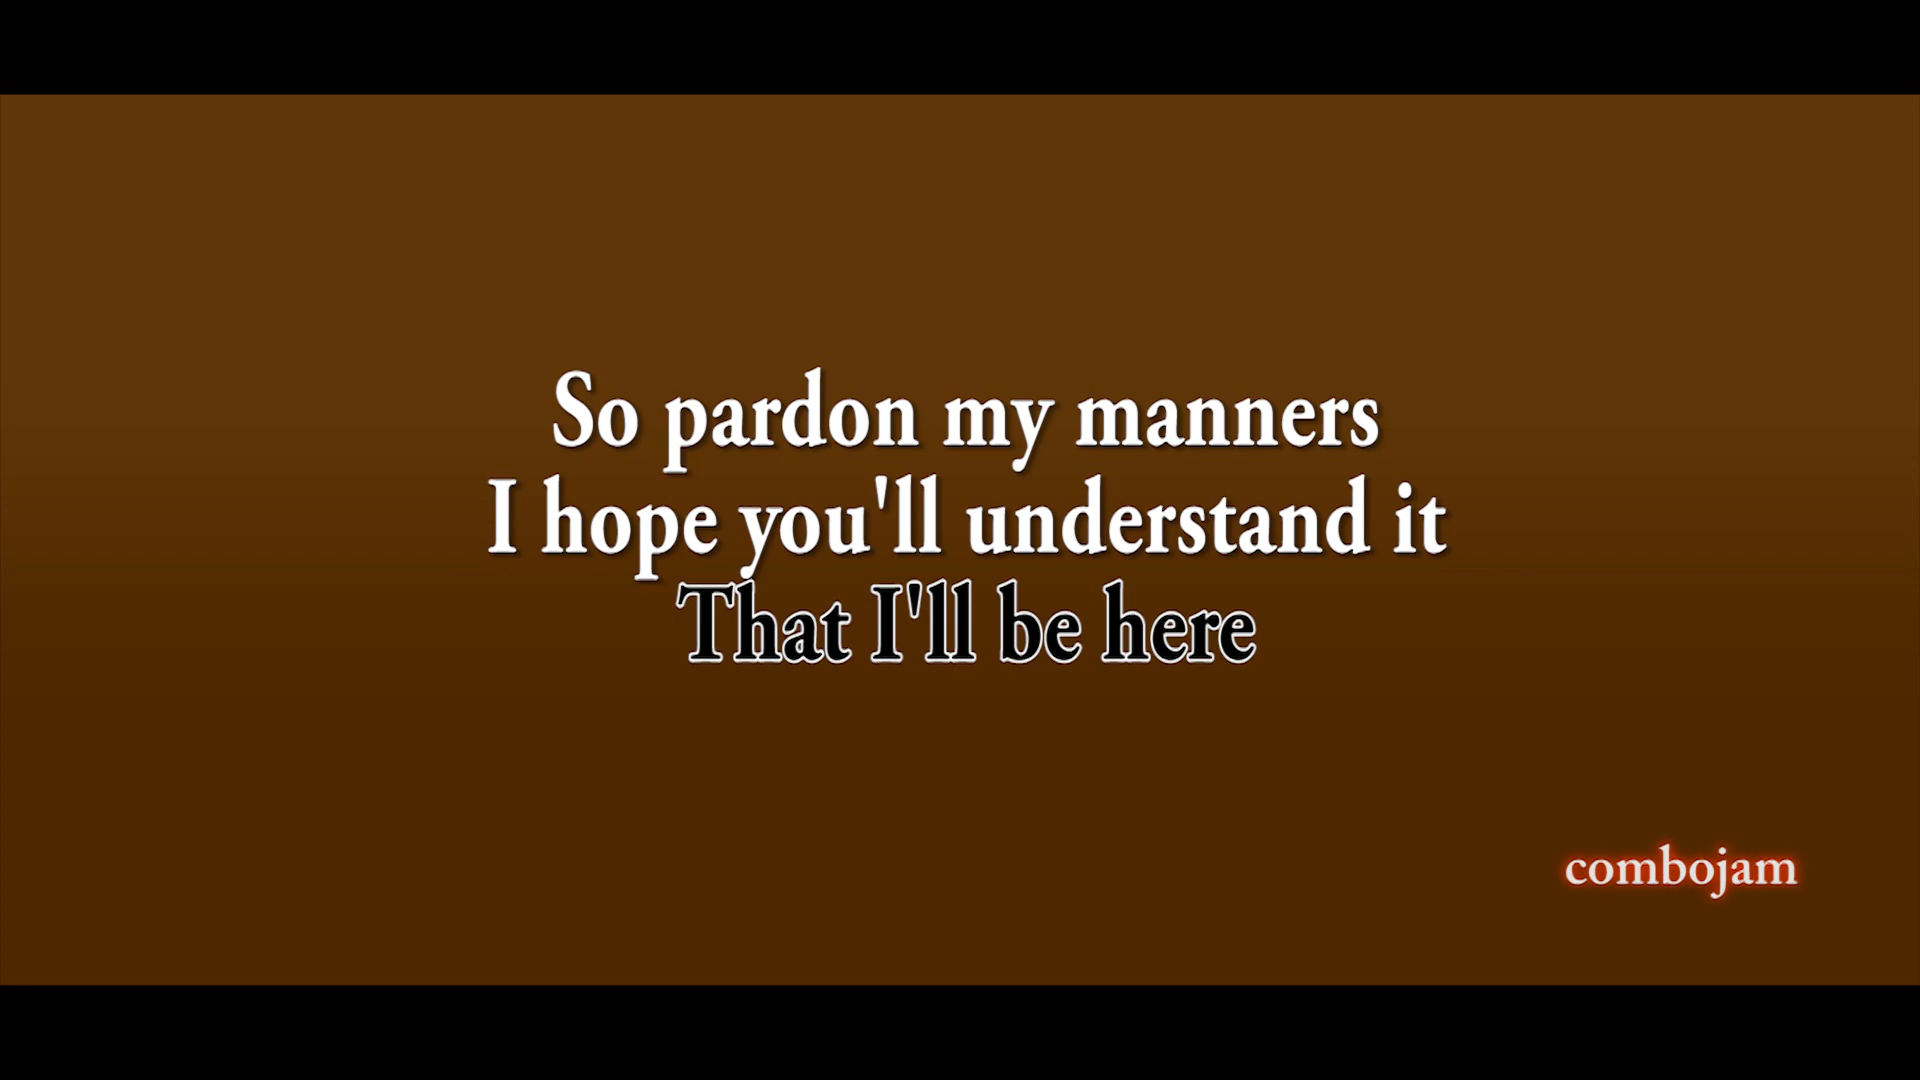 So pardon my manners
I hope you'll understand it
That I'll be here
combojam